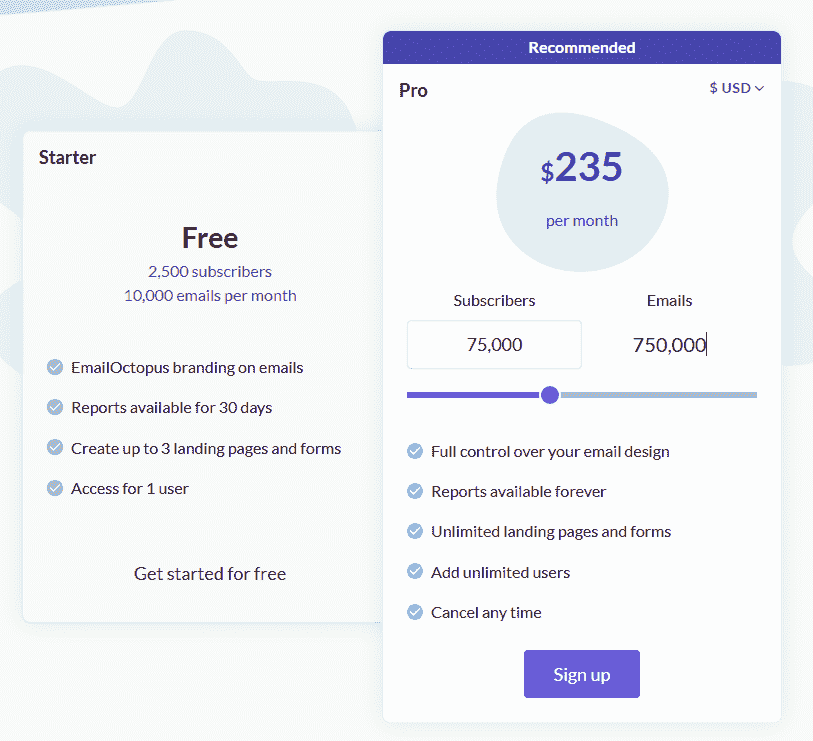 Starter
Free
2,500 subscribers
10,000 emails per month
EmailOctopus branding on emails
Reports available for 30 days
Create up to 3 landing pages and forms
Access for 1 user
Get started for free
Recommended
Pro
$ USD
$235
per month
Subscribers Emails
75,000 750,000
Full control over your email design
Reports available forever
Unlimited landing pages and forms
Add unlimited users
Cancel any time
Sign up